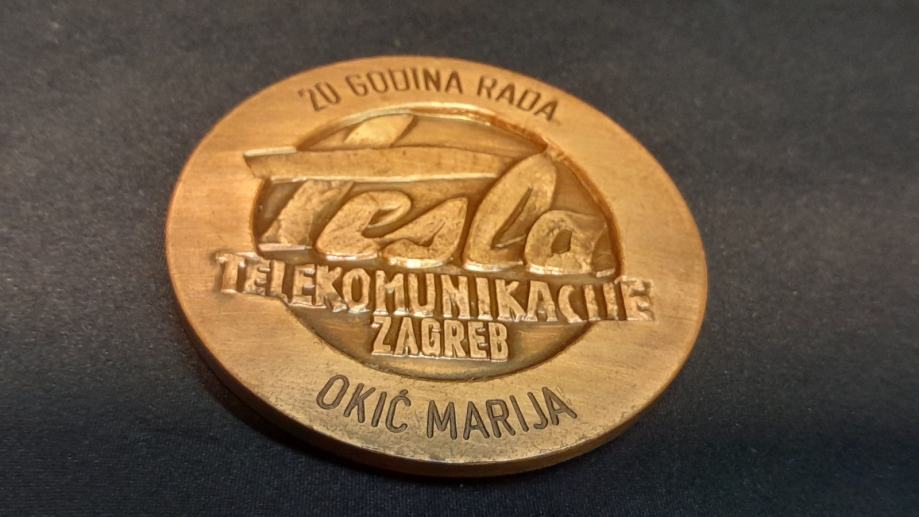 20 GODINA RADA
Tesla
TELEKOMUNIKACIJE
ZAGREB
OKIĆ MARIJA